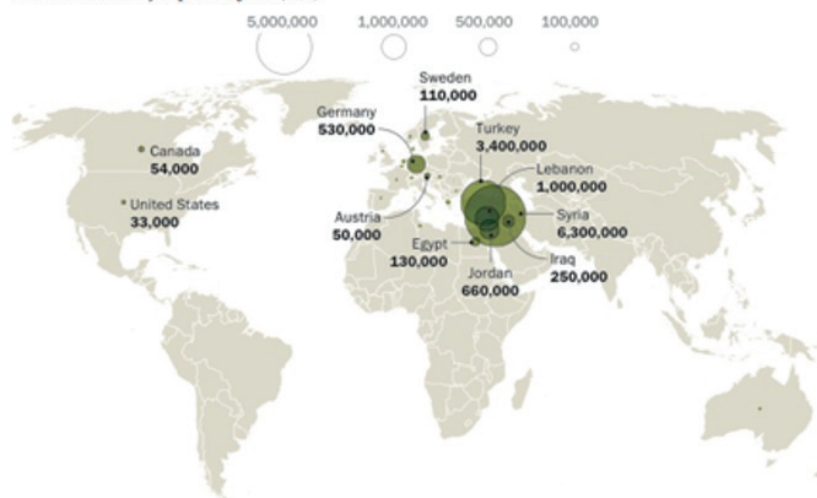 5,000,000
1,000,000
500,000
100,000
Sweden
110,000
Germany
530,000
Turkey
3,400,000
Canada
54,000
Lebanon
1,000,000
United States
33,000
Austria
50,000
Syria
6,300,000
Egypt
130,000
Iraq
250,000
Jordan
660,000